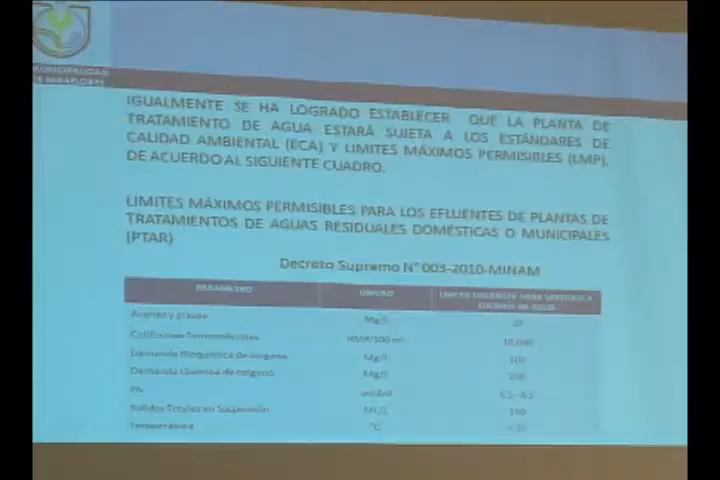 MUNICIPALIDAD
DE MIRAFLORES
IGUALMENTE SE HA LOGRADO ESTABLECER QUE LA PLANTA DE
TRATAMIENTO DE AGUA ESTARÁ SUJETA A LOS ESTÁNDARES DE
CALIDAD AMBIENTAL (ECA) Y LIMITES MÁXIMOS PERMISIBLES (LMP),
DE ACUERDO AL SIGUIENTE CUADRO.
LIMITES MÁXIMOS PERMISIBLES PARA LOS EFLUENTES DE PLANTAS DE
TRATAMIENTOS DE AGUAS RESIDUALES DOMÉSTICAS O MUNICIPALES
(PTAR)
Decreto Supremo N° 003-2010-MINAM
PARAMETRO UNIDAD
Aceites y grasas Mg/l 20
Coliformes Termotolerantes NMP/100 ml 10,000
Demanda Bioquímica de oxígeno Mg/l 100
Demanda Química de oxígeno Mg/l 200
Ph unidad 6.5-8.5
Sólidos Totales en Suspensión ML/l 150
Temperatura °C